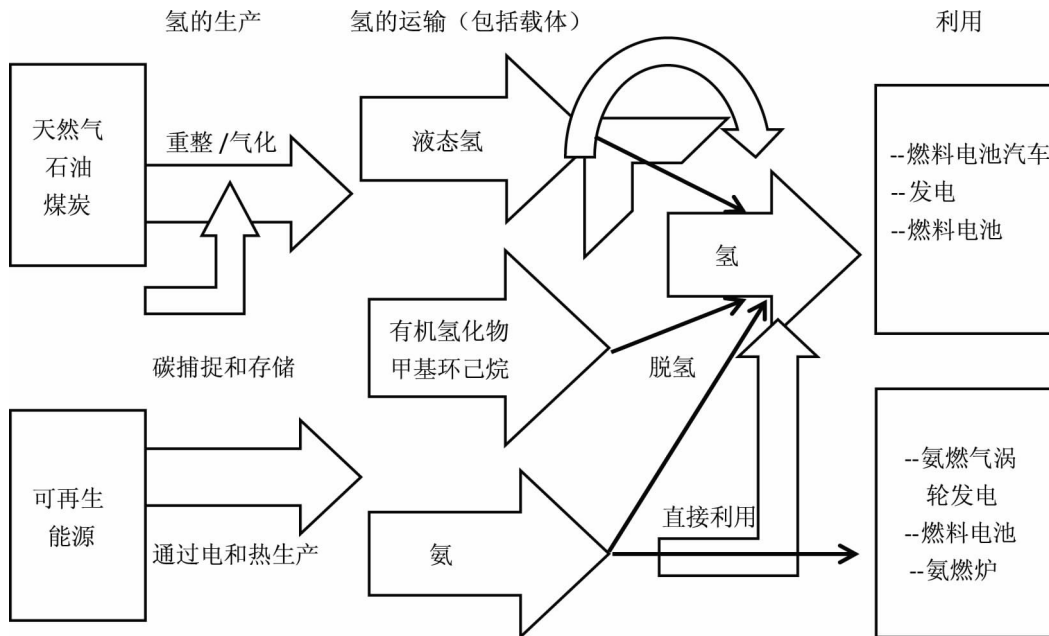 氢的生产
氢的运输（包括载体）
利用
天然气
石油
煤炭
重整 /气化
碳捕捉和存储
可再生
能源
通过电和热生产
液态氢
有机氢化物
甲基环己烷
氨
氢
脱氢
直接利用
--燃料电池汽车
--发电
--燃料电池
--氨燃气涡
轮发电
--燃料电池
--氨燃炉